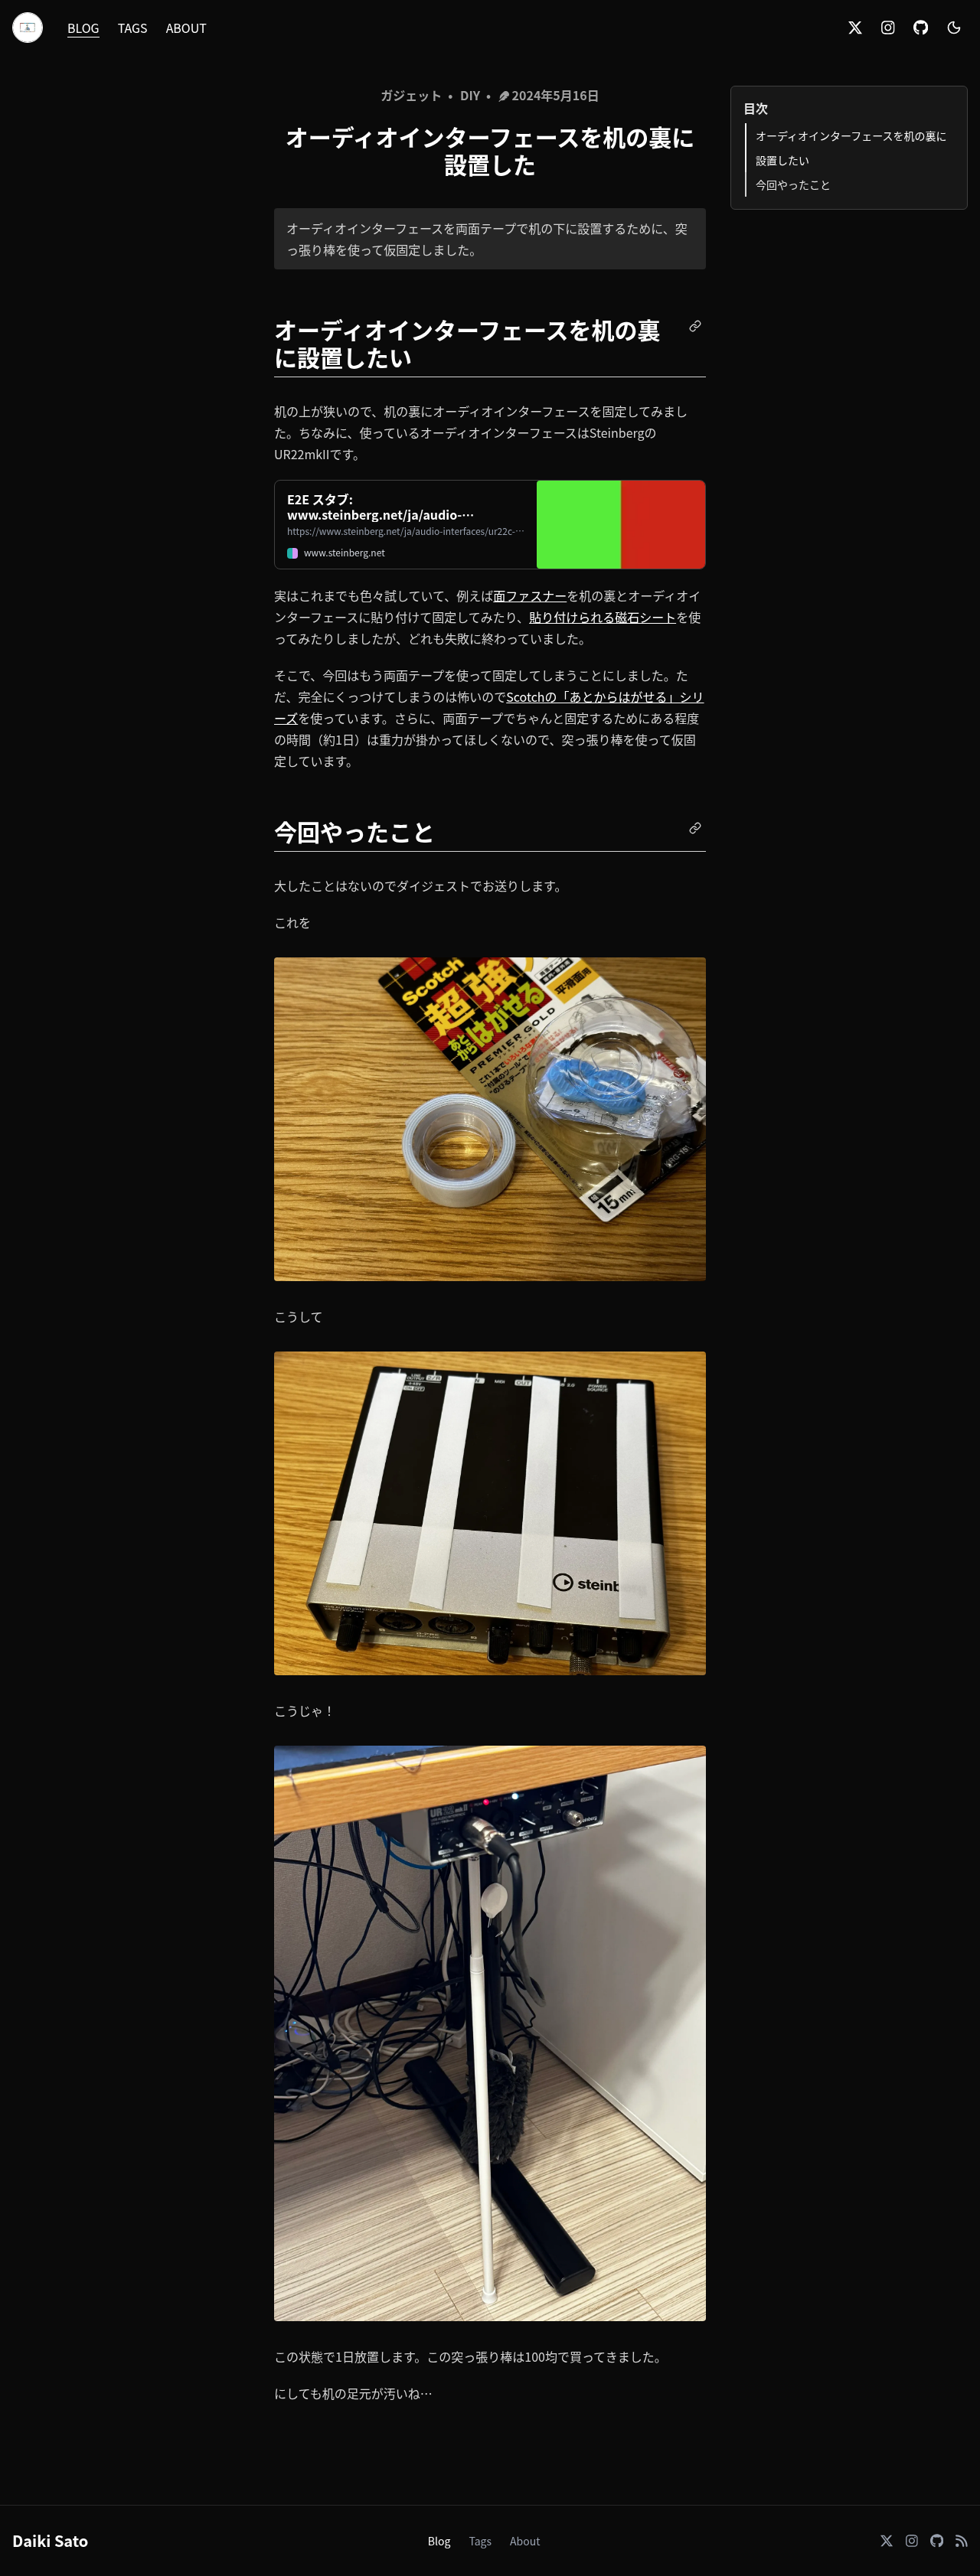 BLOG TAGS ABOUT
ガジェット • DIY • 2024年5月16日
オーディオインターフェースを机の裏に
設置した
目次
オーディオインターフェースを机の裏に
設置したい
今回やったこと
オーディオインターフェースを両面テープで机の下に設置するために、突
っ張り棒を使って仮固定しました。
オーディオインターフェースを机の裏
に設置したい
机の上が狭いので、机の裏にオーディオインターフェースを固定してみまし
た。ちなみに、使っているオーディオインターフェースはSteinbergの
UR22mkIIです。
E2E スタブ:
www.steinberg.net/ja/audio-…
https://www.steinberg.net/ja/audio-interfaces/ur22c-…
www.steinberg.net
実はこれまでも色々試していて、例えば面ファスナーを机の裏とオーディオイ
ンターフェースに貼り付けて固定してみたり、貼り付けられる磁石シートを使
ってみたりしましたが、どれも失敗に終わっていました。
そこで、今回はもう両面テープを使って固定してしまうことにしました。た
だ、完全にくっつけてしまうのは怖いのでScotchの「あとからはがせる」シリ
ーズを使っています。さらに、両面テープでちゃんと固定するためにある程度
の時間（約1日）は重力が掛かってほしくないので、突っ張り棒を使って仮固
定しています。
今回やったこと
大したことはないのでダイジェストでお送りします。
これを
Scotch
超強
あとからはがせる
平滑面用
PREMIER GOLD
15 mm
こうして
MIDI
OUT
POWER
SOURCE
steinb
こうじゃ！
この状態で1日放置します。この突っ張り棒は100均で買ってきました。
にしても机の足元が汚いね…
Daiki Sato
Blog Tags About